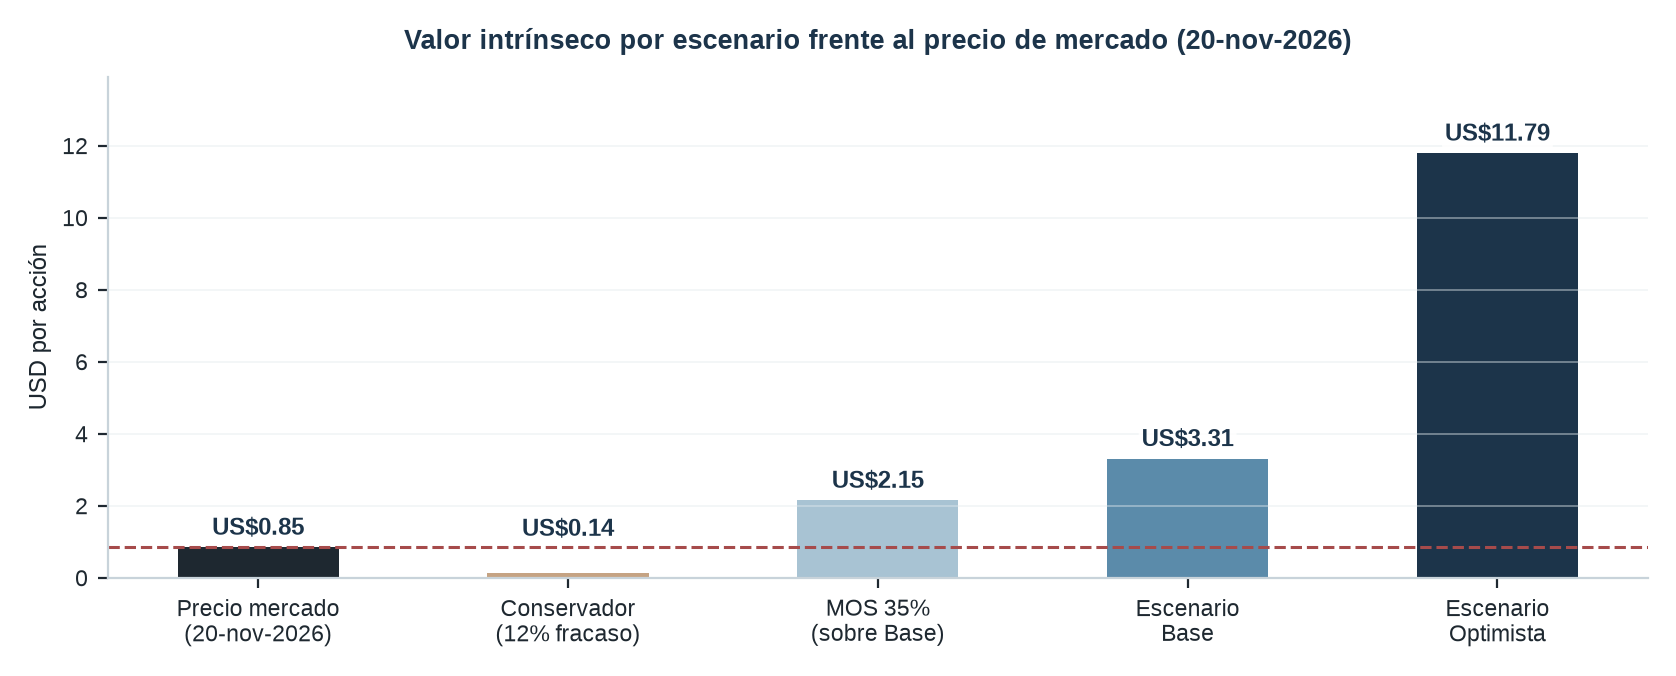 Valor intrínseco por escenario frente al precio de mercado (20-nov-2026)
USD por acción
12
10
8
6
4
2
0
US$0.85
US$0.14
US$2.15
US$3.31
US$11.79
Precio mercado
(20-nov-2026)
Conservador
(12% fracaso)
MOS 35%
(sobre Base)
Escenario
Base
Escenario
Optimista